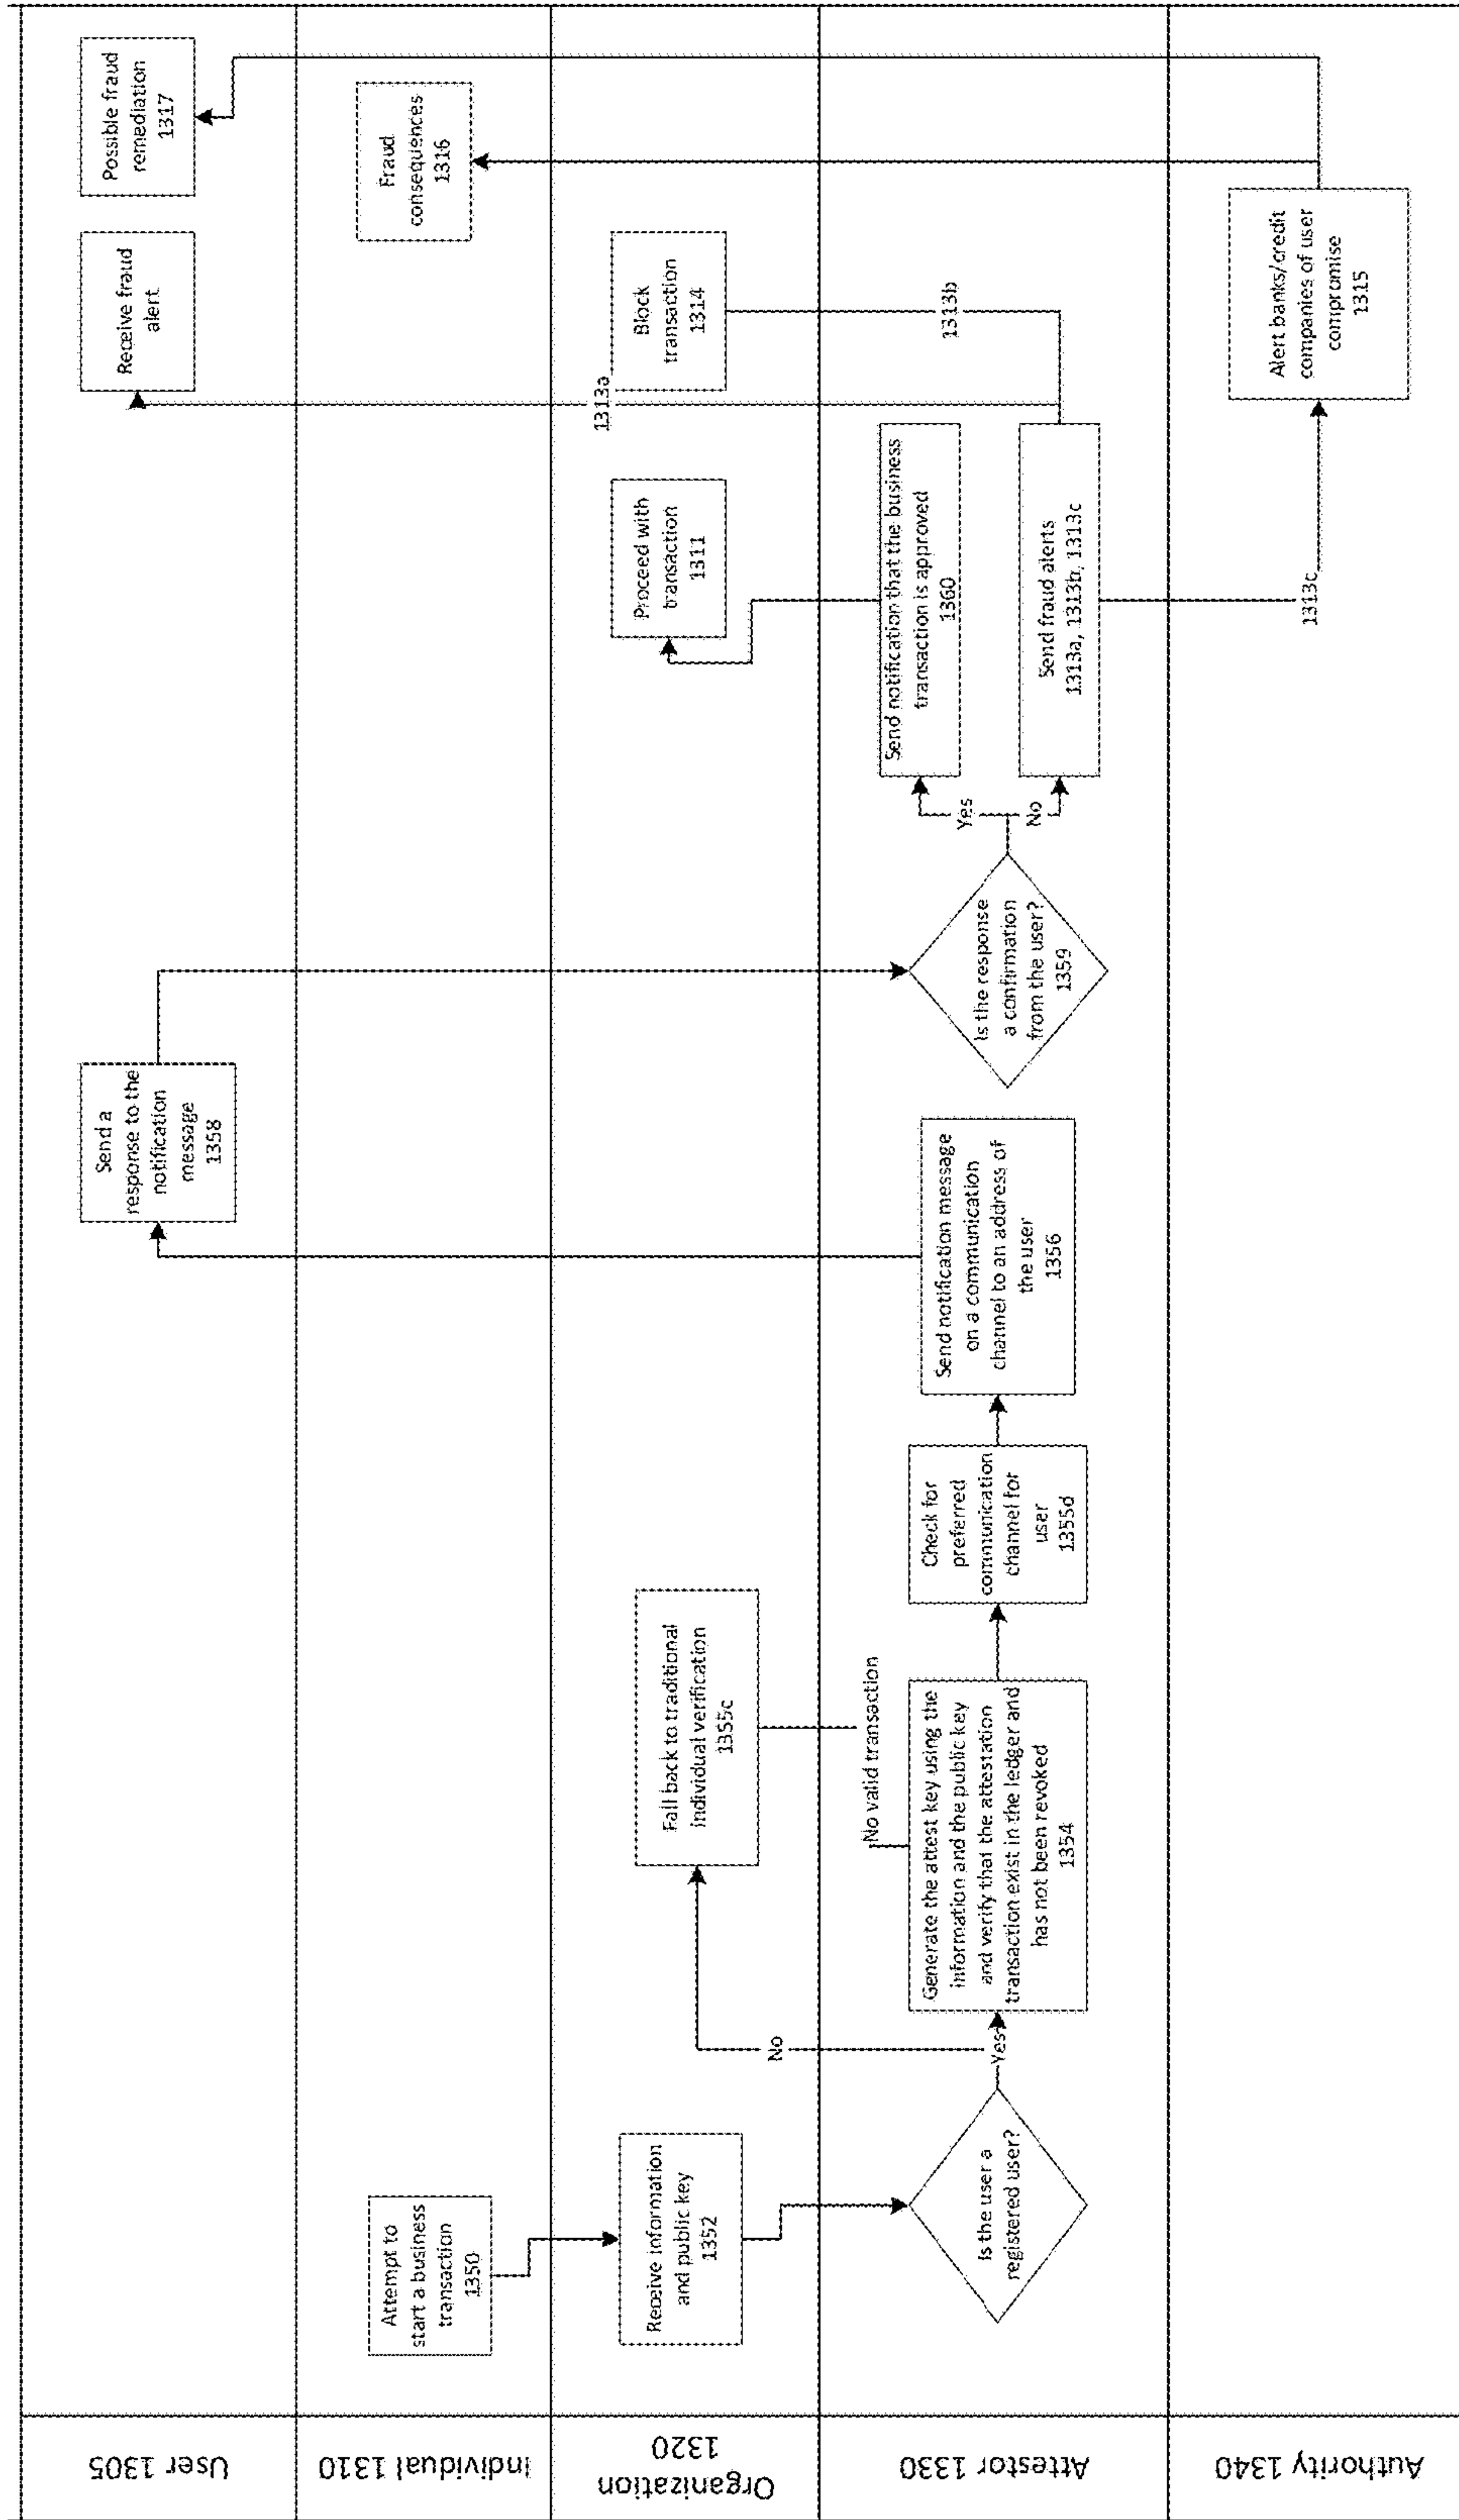 User 1305
Individual 1310
Organization
1320
Attestor 1330
Authority 1340
Send a
response to the
notification
message
1358
Receive fraud
alert
Possible fraud
remediation
1317
Attempt to
start a business
transaction
1350
Fraud
consequences
1316
Receive information
and public key
1352
No
Fall back to traditional
individual verification
1355c
Proceed with
transaction
1311
1313a
Block
transaction
1314
Is the user a
registered user?
Yes
No valid transaction
Generate the attest key using the
information and the public key
and verify that the attestation
transaction exist in the ledger and
has not been revoked
1354
Check for
preferred
communication
channel for
user
1355d
Send notification message
on a communication
channel to an address of
the user
1356
Is the response
a confirmation
from the user?
1359
Yes
No
Send notification that the business
transaction is approved
1360
Send fraud alerts
1313a, 1313b, 1313c
1313b
1313c
Alert banks/credit
companies of user
compromise
1315